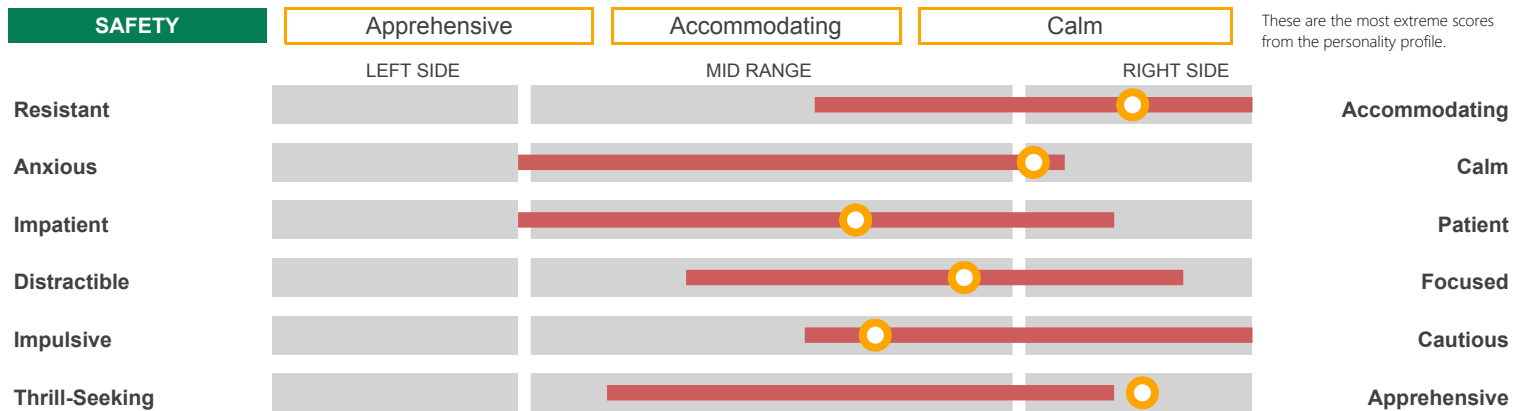 SAFETY Apprehensive Accommodating Calm These are the most extreme scores
from the personality profile.
LEFT SIDE MID RANGE RIGHT SIDE
Resistant Accommodating
Anxious Calm
Impatient Patient
Distractible Focused
Impulsive Cautious
Thrill-Seeking Apprehensive